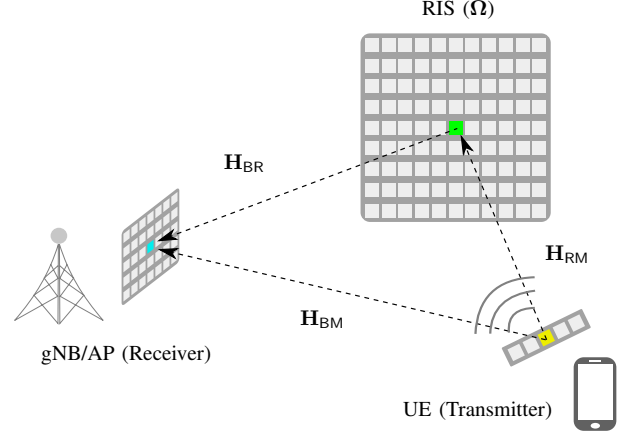 RIS (Ω)
H_BR
H_RM
H_BM
gNB/AP (Receiver)
UE (Transmitter)